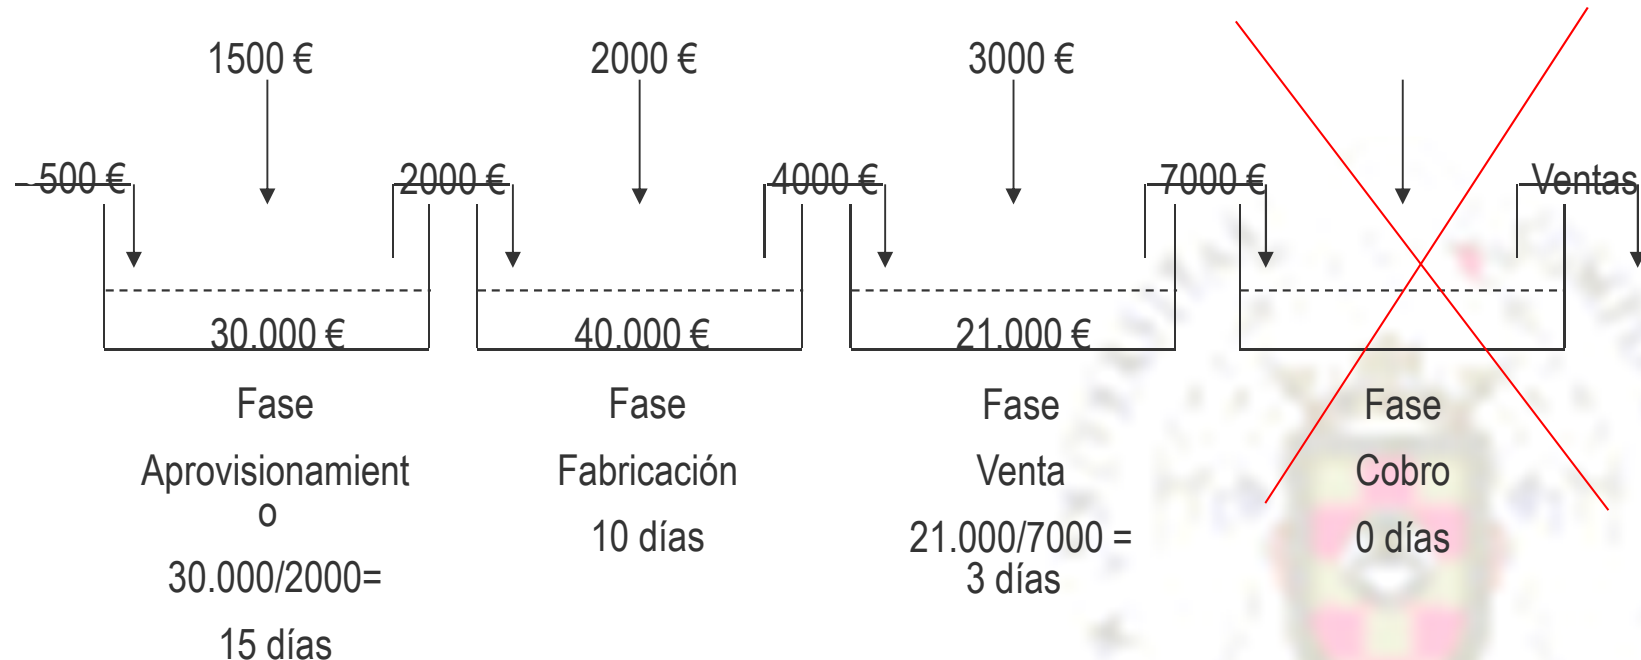 1500 €
2000 €
3000 €
500 €
2000 €
4000 €
7000 €
Ventas
30.000 €
40.000 €
21.000 €
Fase
Aprovisionamient
o
30.000/2000=
15 días
Fase
Fabricación
10 días
Fase
Venta
21.000/7000 =
3 días
Fase
Cobro
0 días